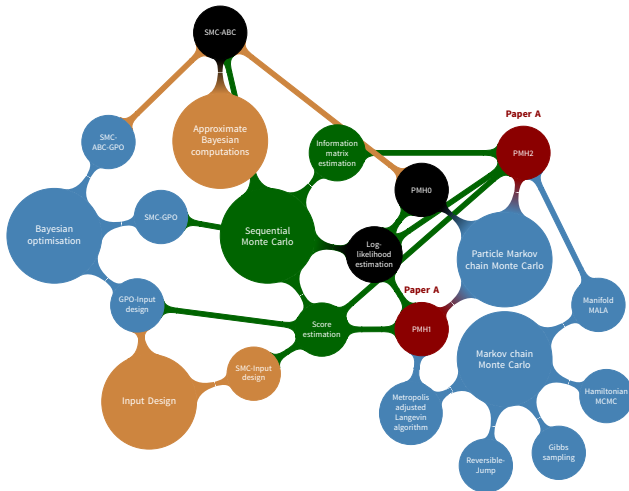 SMC-ABC
Paper A
Approximate
Bayesian
computations
SMC-
ABC-GPO
Information
matrix
estimation
PMH2
PMH0
Bayesian
optimisation
SMC-GPO
Sequential
Monte Carlo
Log-
likelihood
estimation
Particle Markov
chain Monte Carlo
Paper A
GPO-Input
design
Score
estimation
PMH1
Manifold
MALA
Markov chain
Monte Carlo
SMC-Input
design
Input Design
Metropolis
adjusted
Langevin
algorithm
Hamiltonian
MCMC
Gibbs
sampling
Reversible-
Jump